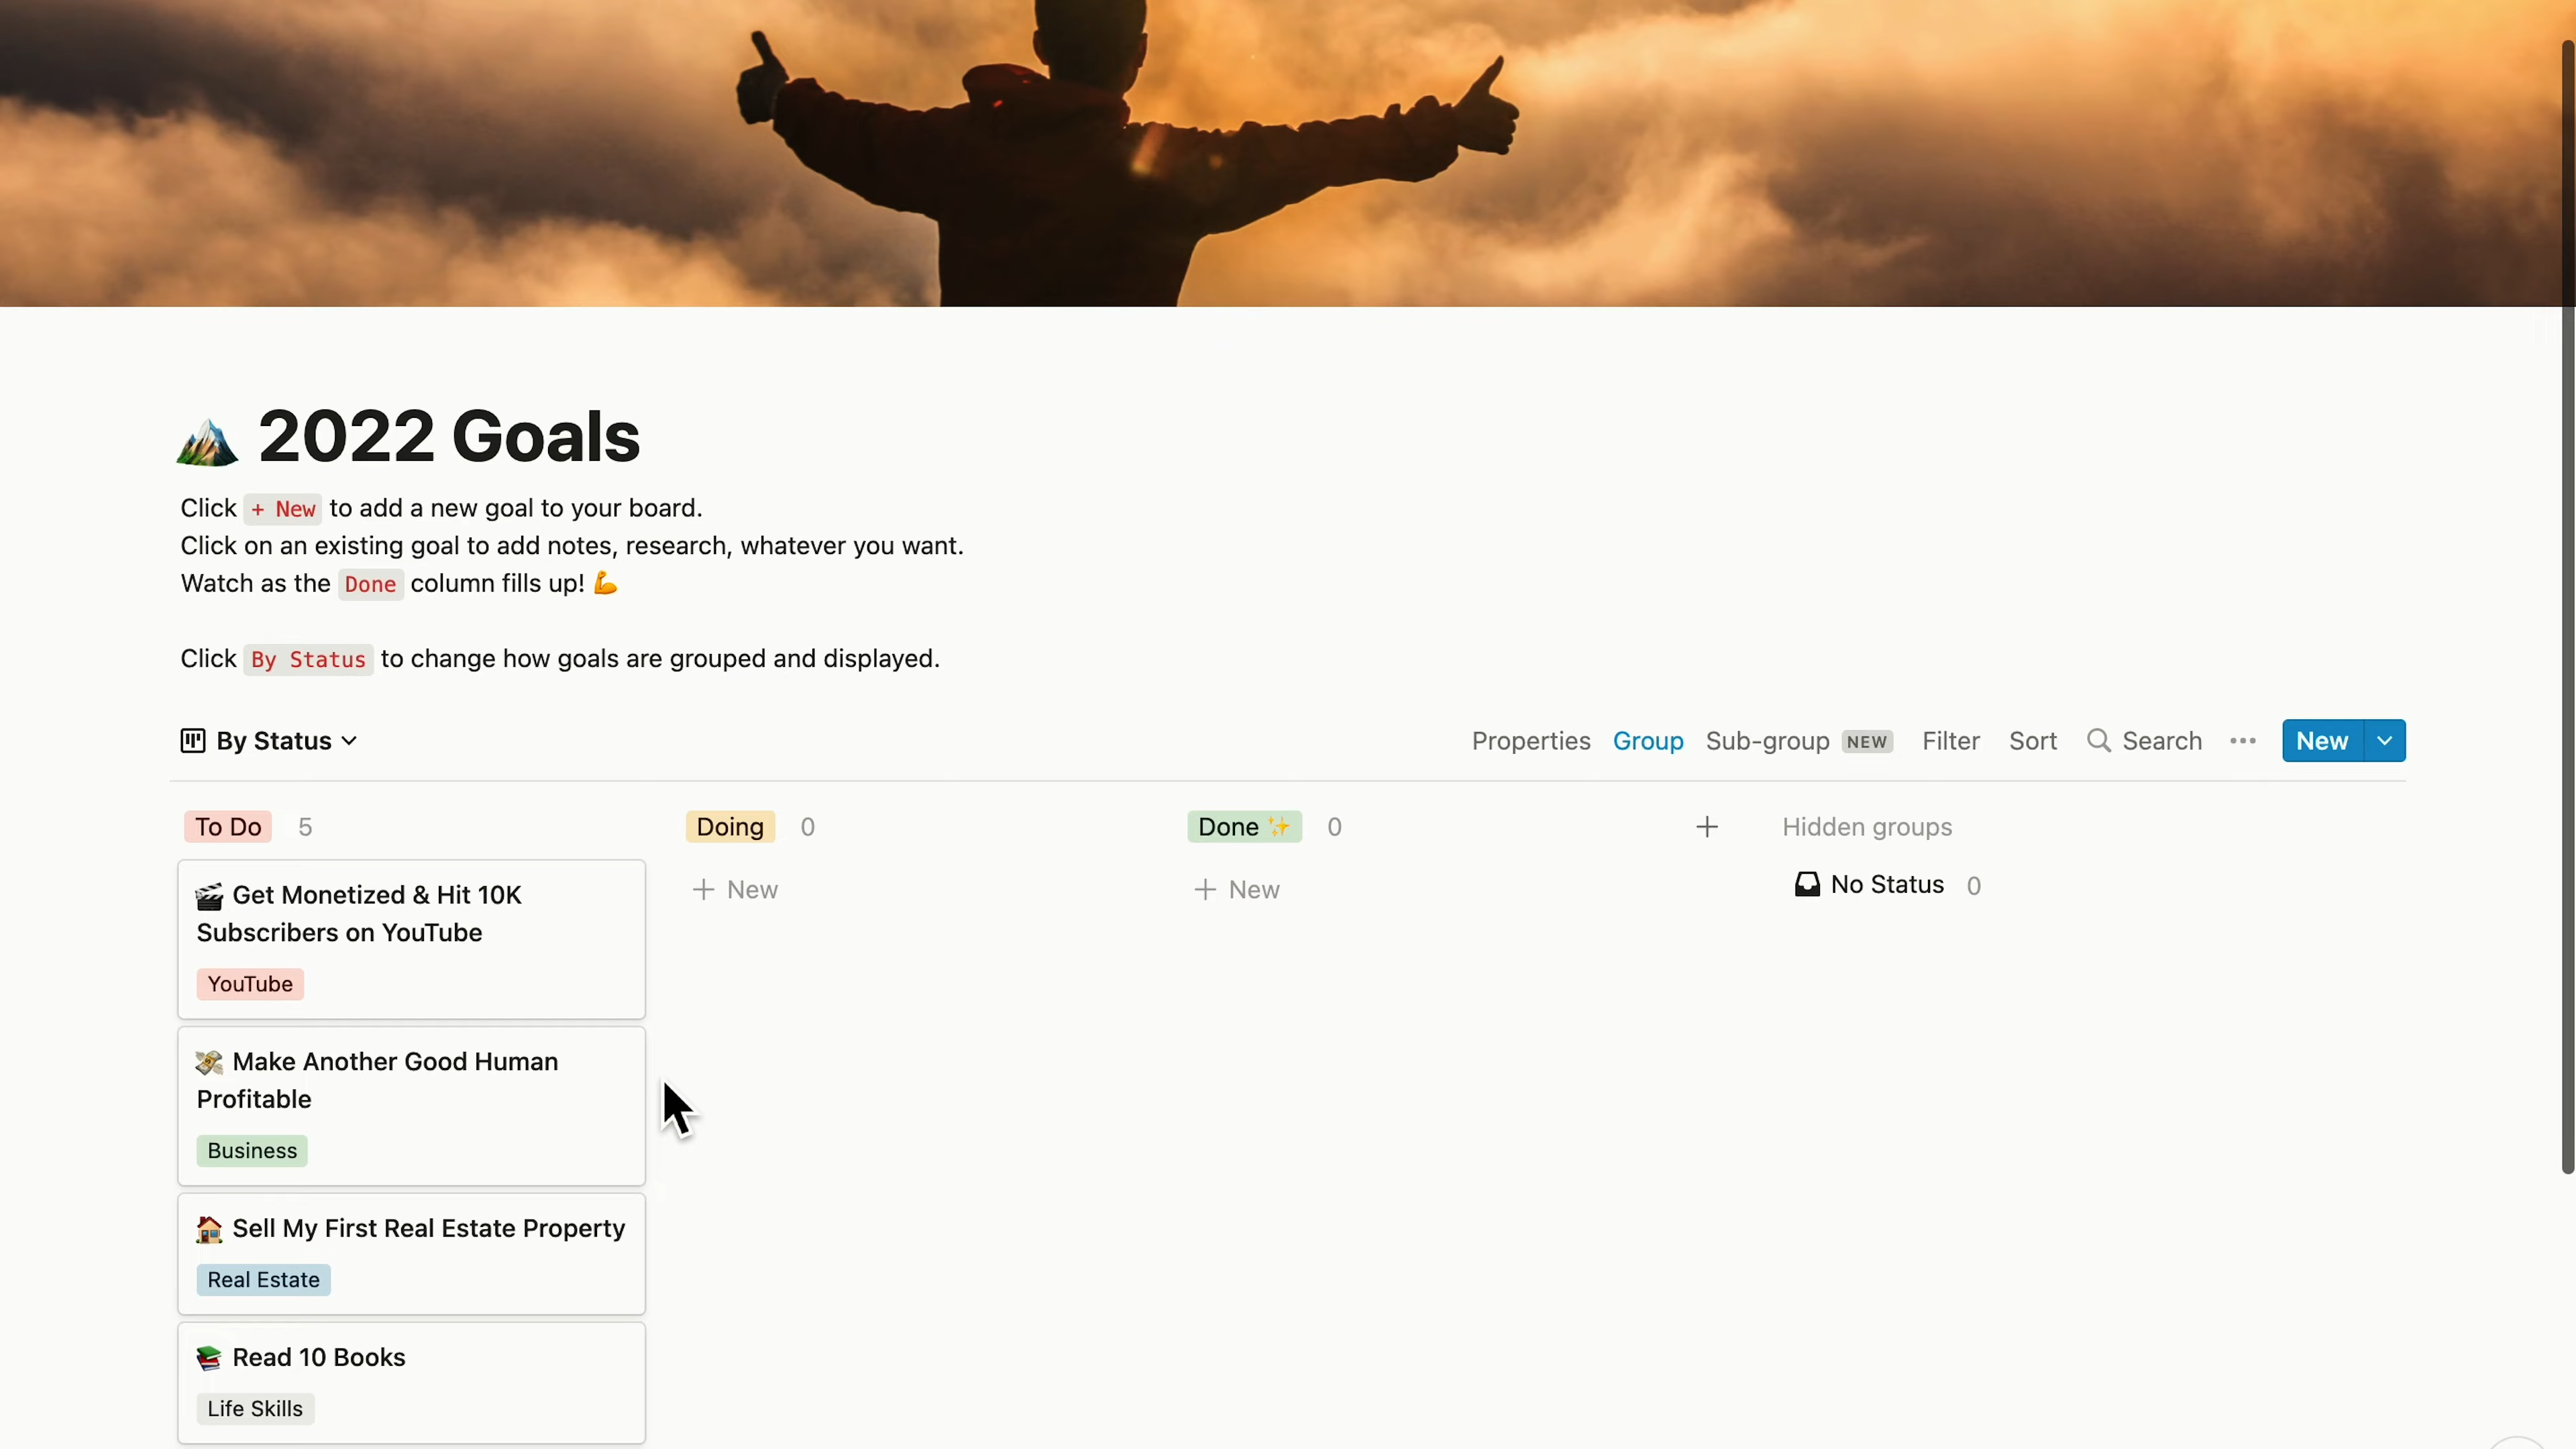 2022 Goals
Click + New to add a new goal to your board.
Click on an existing goal to add notes, research, whatever you want.
Watch as the Done column fills up! 💪
Click By Status to change how goals are grouped and displayed.
By Status
Properties Group Sub-group NEW Filter Sort Search ••• New
To Do 5
Doing 0
Done ✨ 0
Hidden groups
+ New
+ New
No Status 0
Get Monetized & Hit 10K
Subscribers on YouTube
YouTube
Make Another Good Human
Profitable
Business
Sell My First Real Estate Property
Real Estate
Read 10 Books
Life Skills